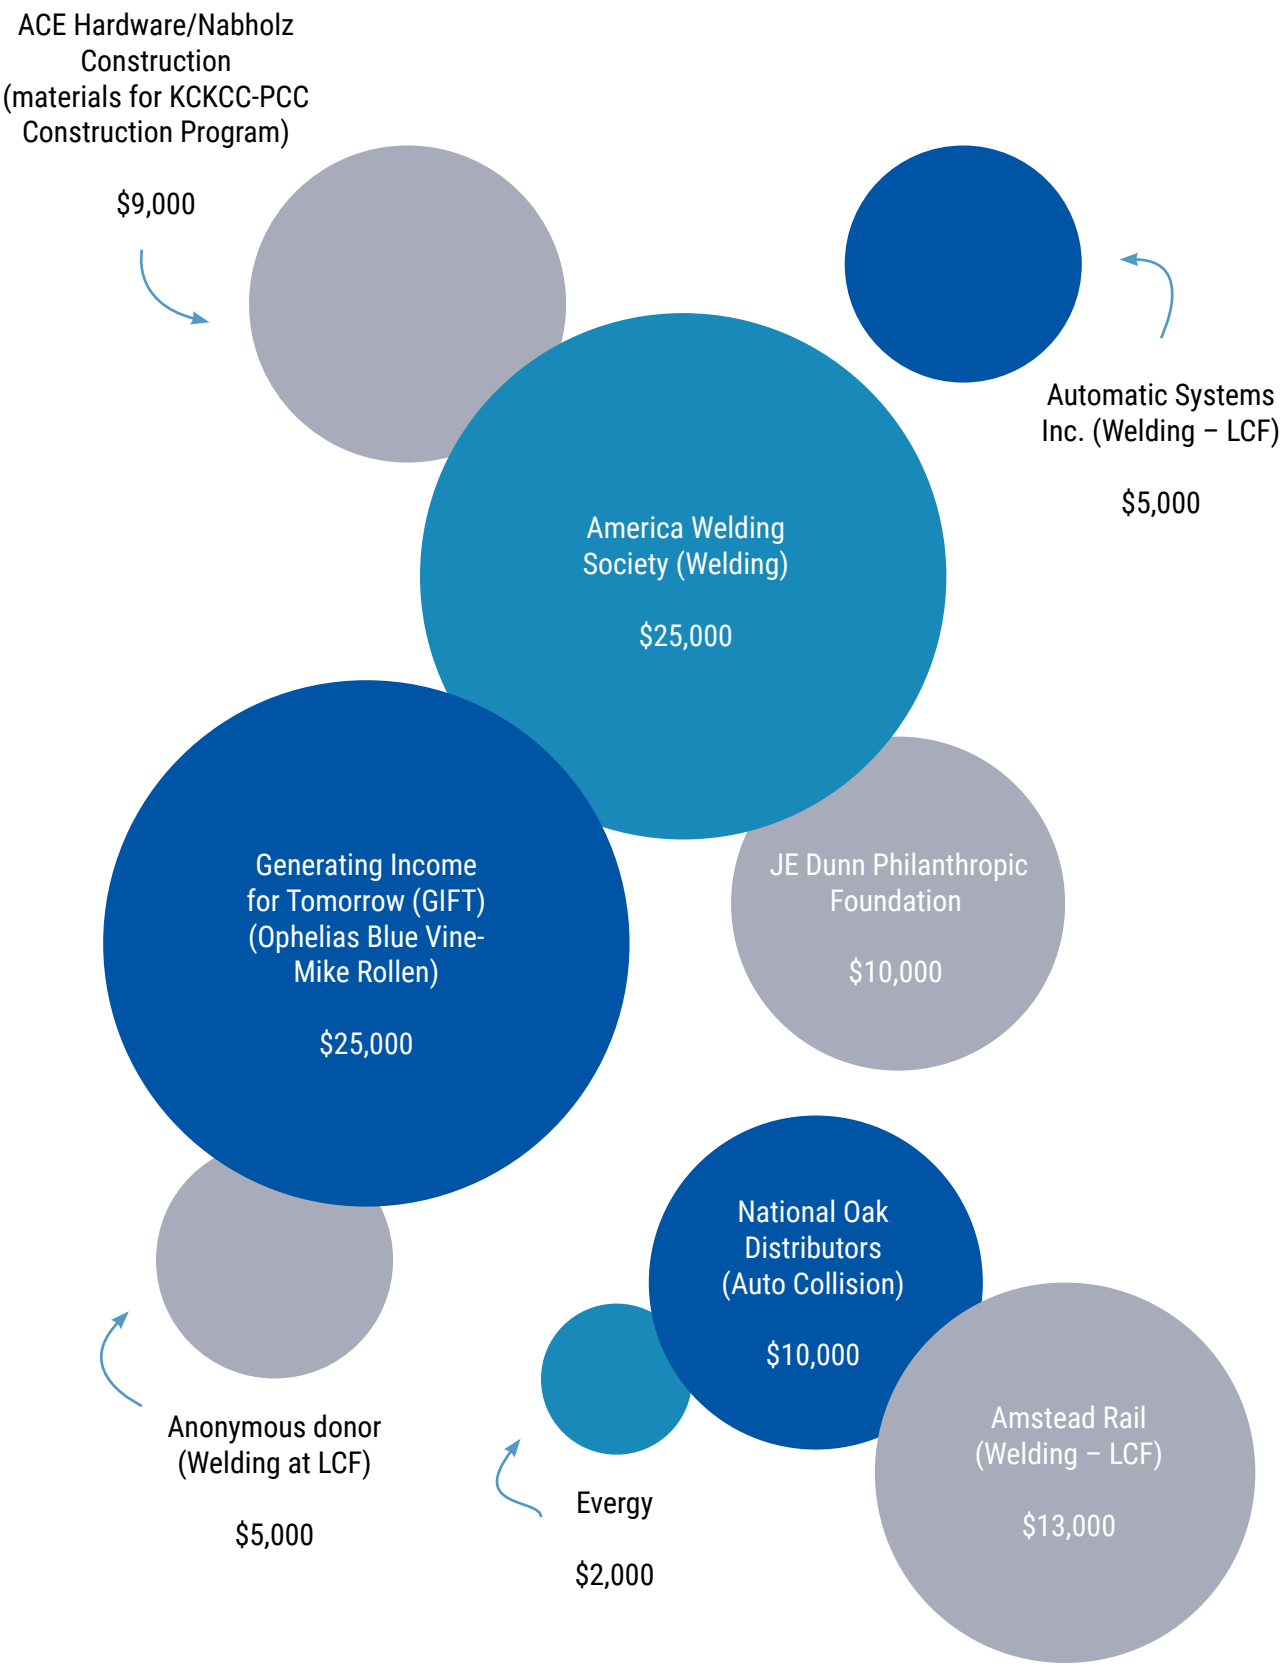 ACE Hardware/Nabholz
Construction
(materials for KCKCC-PCC
Construction Program)
$9,000
Automatic Systems
Inc. (Welding – LCF)
$5,000
America Welding
Society (Welding)
$25,000
Generating Income
for Tomorrow (GIFT)
(Ophelias Blue Vine-
Mike Rollen)
$25,000
JE Dunn Philanthropic
Foundation
$10,000
National Oak
Distributors
(Auto Collision)
$10,000
Amstead Rail
(Welding – LCF)
$13,000
Anonymous donor
(Welding at LCF)
$5,000
Evergy
$2,000